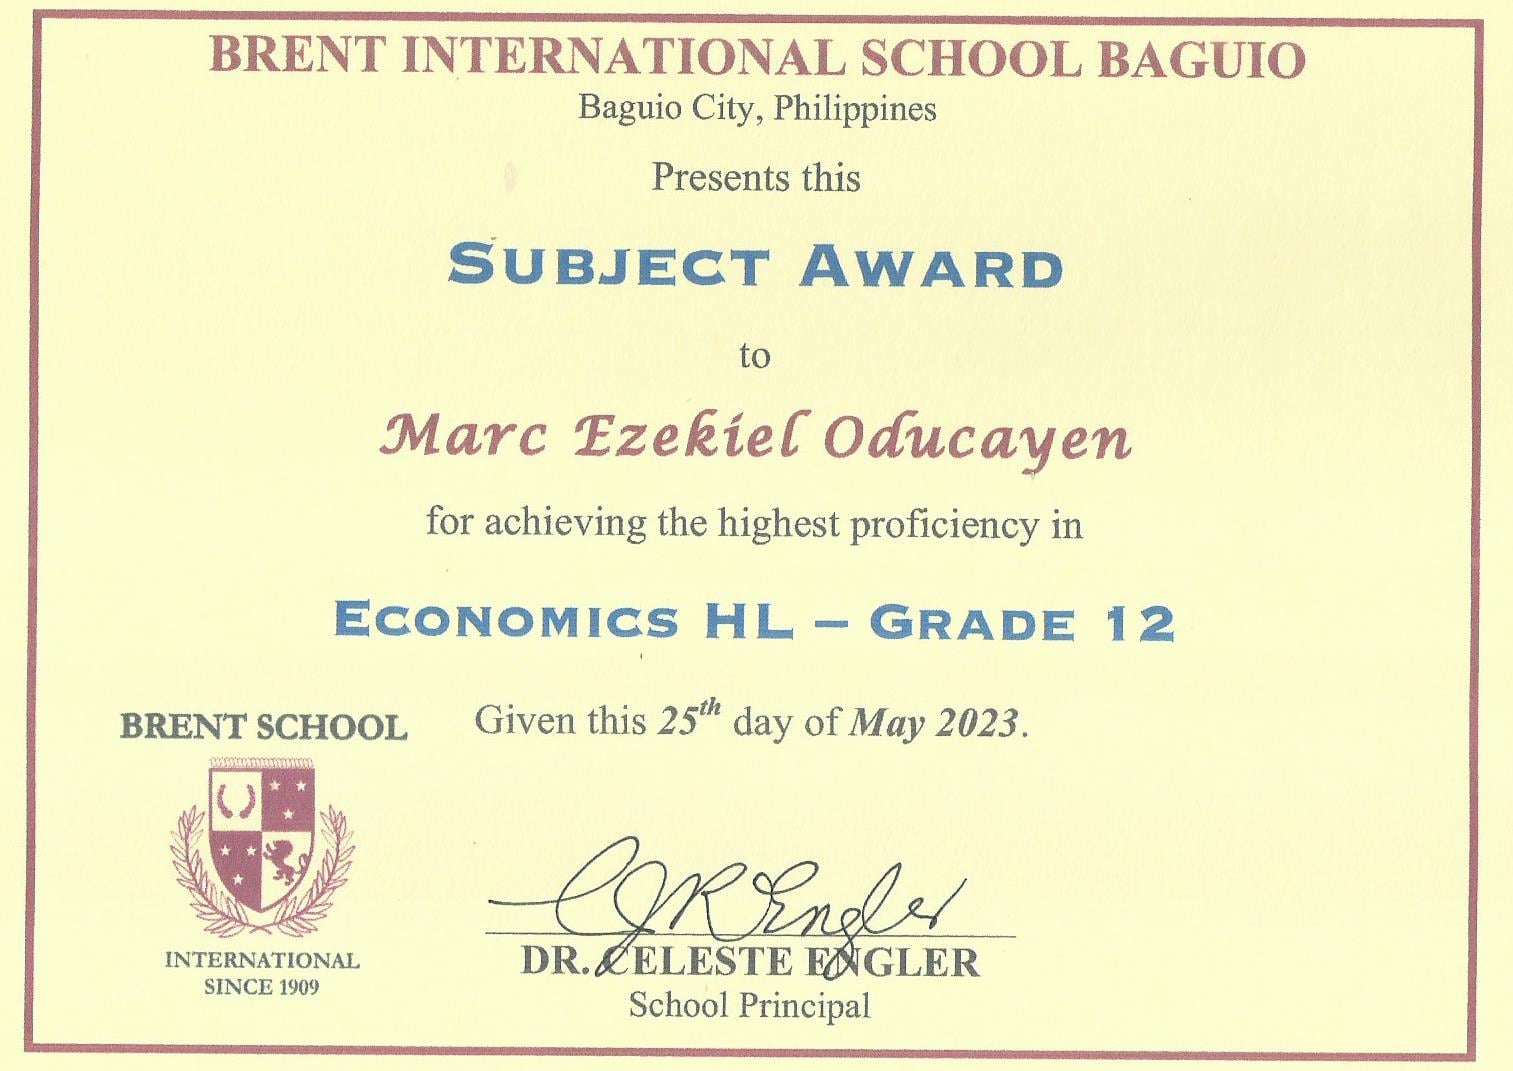 BRENT INTERNATIONAL SCHOOL BAGUIO
Baguio City, Philippines
Presents this
SUBJECT AWARD
to
Marc Ezekiel Oducayen
for achieving the highest proficiency in
ECONOMICS HL – GRADE 12
Given this 25th day of May 2023.
BRENT SCHOOL
INTERNATIONAL
SINCE 1909
CJR Engler
DR. CELESTE ENGLER
School Principal